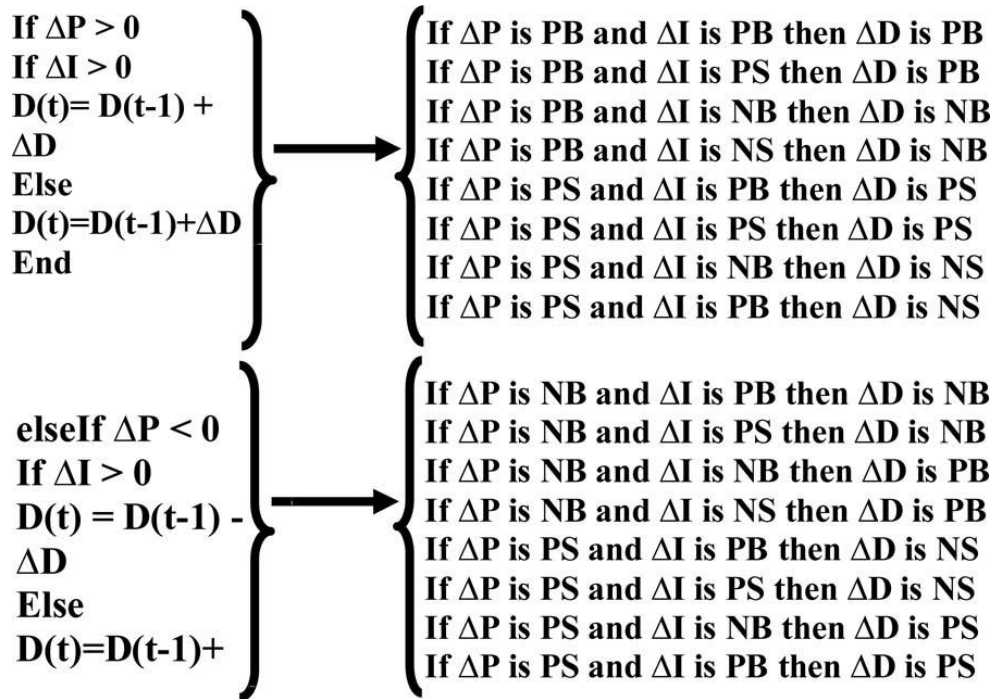 If ΔP > 0
If ΔI > 0
D(t)= D(t-1) +
ΔD
Else
D(t)=D(t-1)+ΔD
End
If ΔP is PB and ΔI is PB then ΔD is PB
If ΔP is PB and ΔI is PS then ΔD is PB
If ΔP is PB and ΔI is NB then ΔD is NB
If ΔP is PB and ΔI is NS then ΔD is NB
If ΔP is PS and ΔI is PB then ΔD is PS
If ΔP is PS and ΔI is PS then ΔD is PS
If ΔP is PS and ΔI is NB then ΔD is NS
If ΔP is PS and ΔI is PB then ΔD is NS
elseIf ΔP < 0
If ΔI > 0
D(t) = D(t-1) -
ΔD
Else
D(t)=D(t-1)+
If ΔP is NB and ΔI is PB then ΔD is NB
If ΔP is NB and ΔI is PS then ΔD is NB
If ΔP is NB and ΔI is NB then ΔD is PB
If ΔP is NB and ΔI is NS then ΔD is PB
If ΔP is PS and ΔI is PB then ΔD is NS
If ΔP is PS and ΔI is PS then ΔD is NS
If ΔP is PS and ΔI is NB then ΔD is PS
If ΔP is PS and ΔI is PB then ΔD is PS